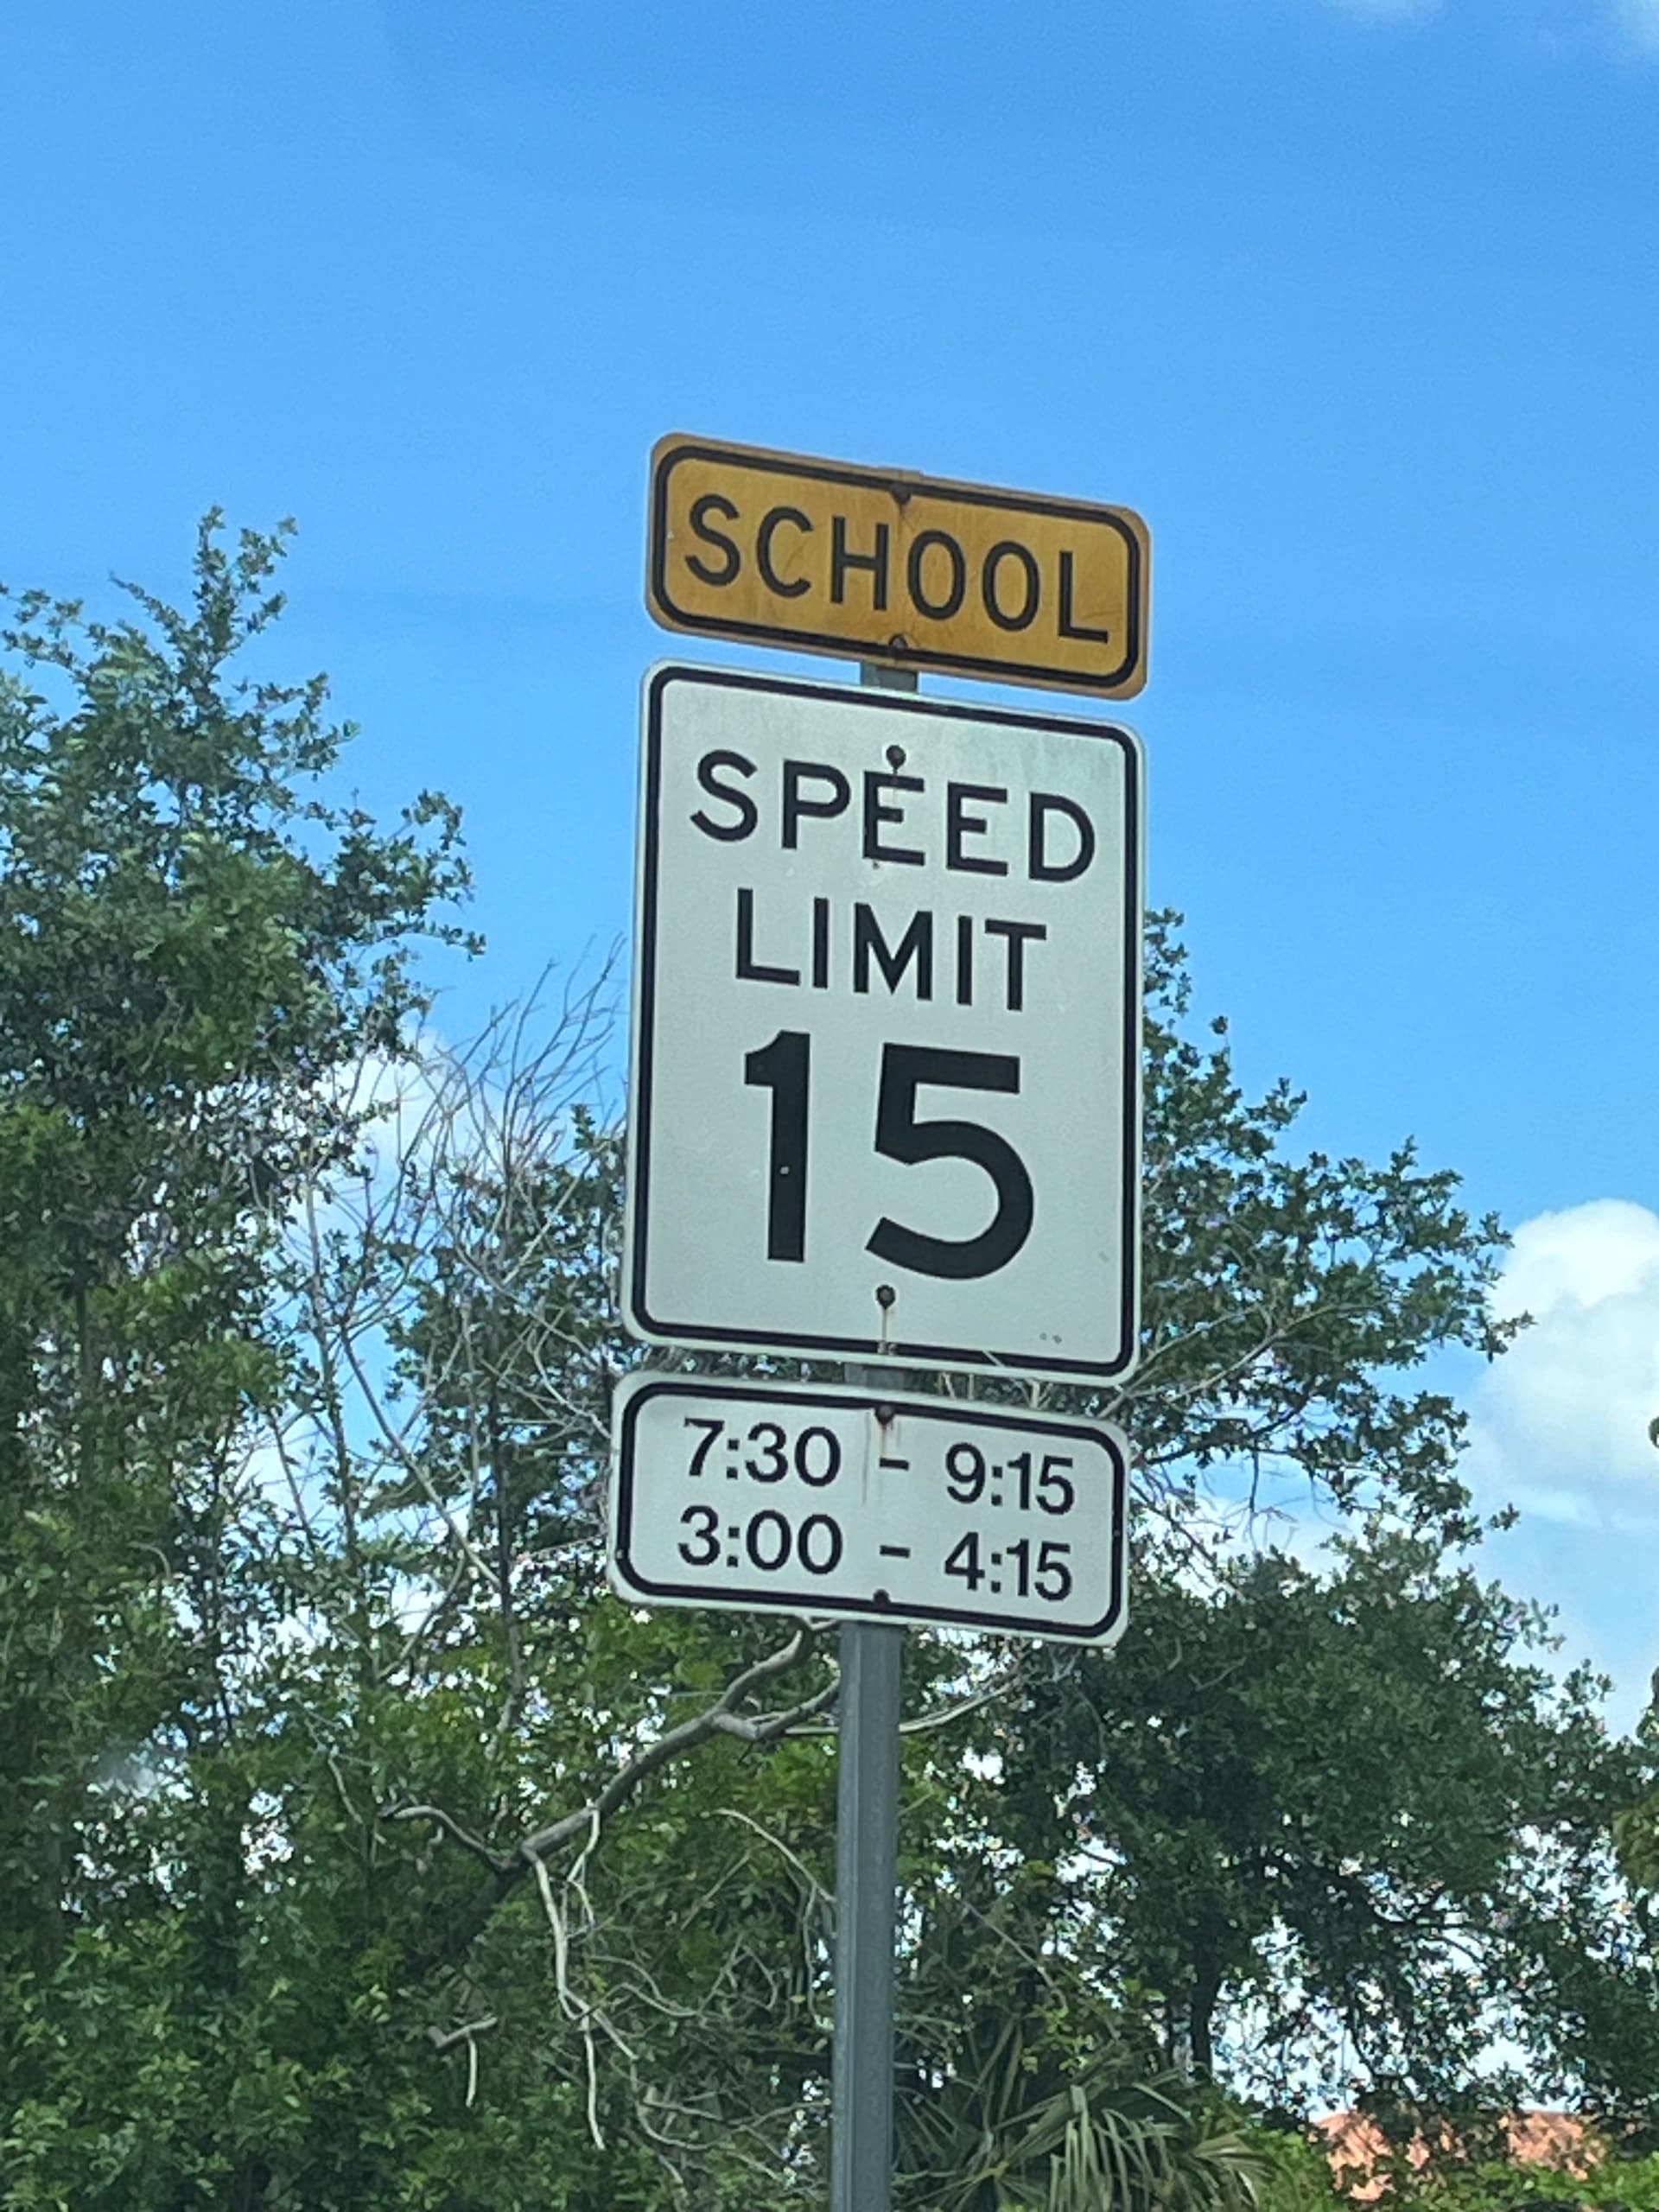 SCHOOL
SPEED
LIMIT
15
7:30 - 9:15
3:00 - 4:15